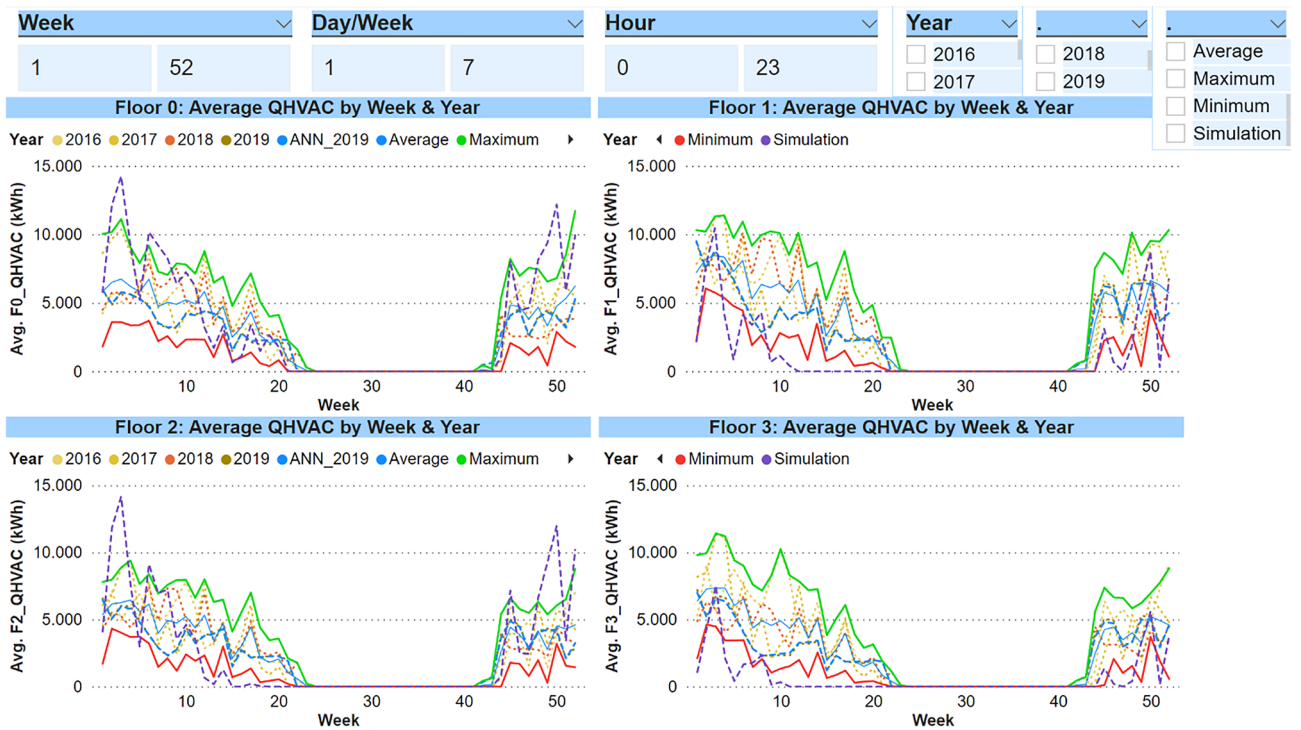 Week Day/Week Hour Year . .
1 52 1 7 0 23 2016 2018 Average
2017 2019 Maximum
Minimum
Simulation
Floor 0: Average QHVAC by Week & Year
Year 2016 2017 2018 2019 ANN_2019 Average Maximum
Avg. F0_QHVAC (kWh)
15.000
10.000
5.000
0
10 20 30 40 50
Week
Floor 1: Average QHVAC by Week & Year
Year Minimum Simulation
Avg. F1_QHVAC (kWh)
15.000
10.000
5.000
0
10 20 30 40 50
Week
Floor 2: Average QHVAC by Week & Year
Year 2016 2017 2018 2019 ANN_2019 Average Maximum
Avg. F2_QHVAC (kWh)
15.000
10.000
5.000
0
10 20 30 40 50
Week
Floor 3: Average QHVAC by Week & Year
Year Minimum Simulation
Avg. F3_QHVAC (kWh)
15.000
10.000
5.000
0
10 20 30 40 50
Week